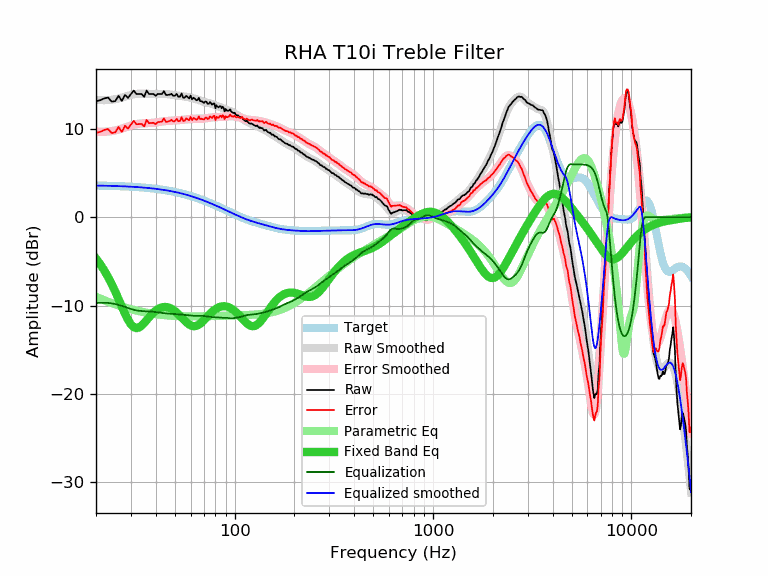 RHA T10i Treble Filter
Amplitude (dBr)
10
0
−10
−20
−30
Target
Raw Smoothed
Error Smoothed
Raw
Error
Parametric Eq
Fixed Band Eq
Equalization
Equalized smoothed
100 1000 10000
Frequency (Hz)